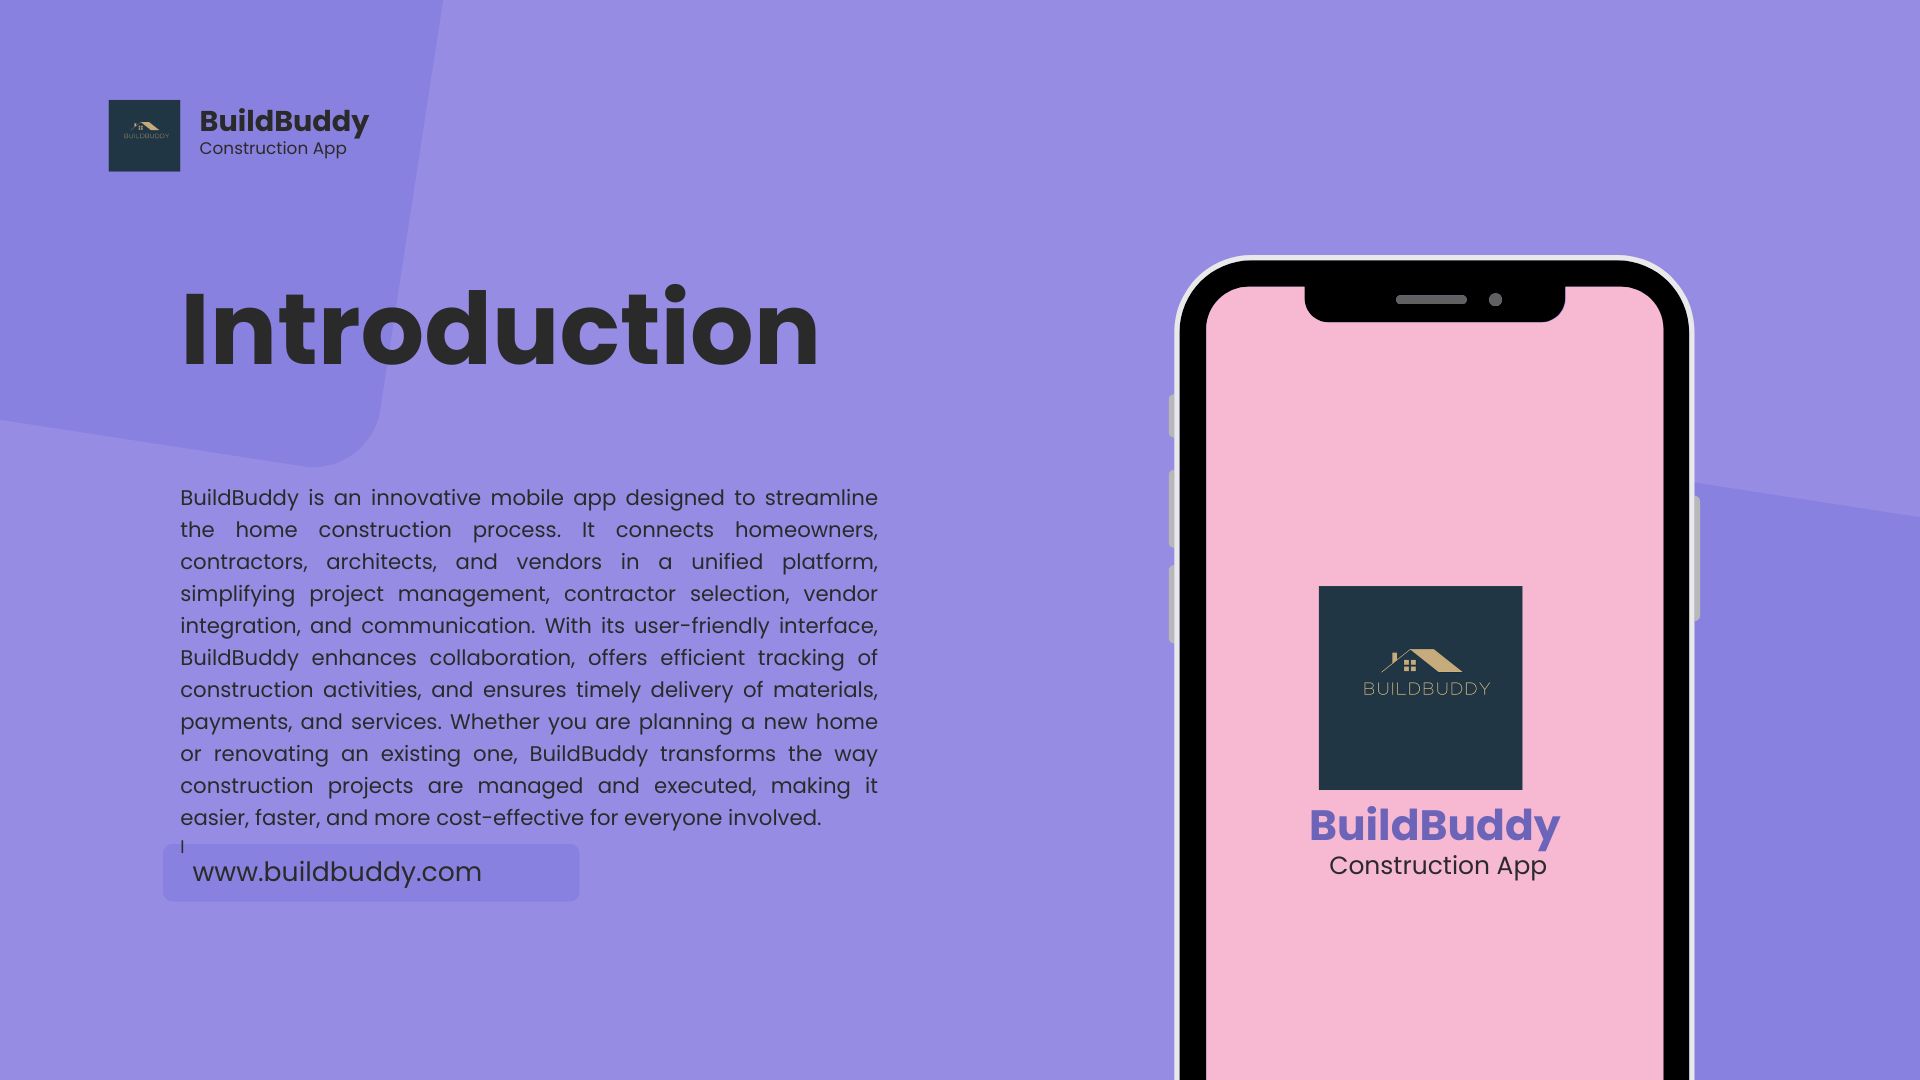 BUILDBUDDY
BuildBuddy
Construction App
Introduction
BuildBuddy is an innovative mobile app designed to streamline
the home construction process. It connects homeowners,
contractors, architects, and vendors in a unified platform,
simplifying project management, contractor selection, vendor
integration, and communication. With its user-friendly interface,
BuildBuddy enhances collaboration, offers efficient tracking of
construction activities, and ensures timely delivery of materials,
payments, and services. Whether you are planning a new home
or renovating an existing one, BuildBuddy transforms the way
construction projects are managed and executed, making it
easier, faster, and more cost-effective for everyone involved.
l
www.buildbuddy.com
BUILDBUDDY
BuildBuddy
Construction App